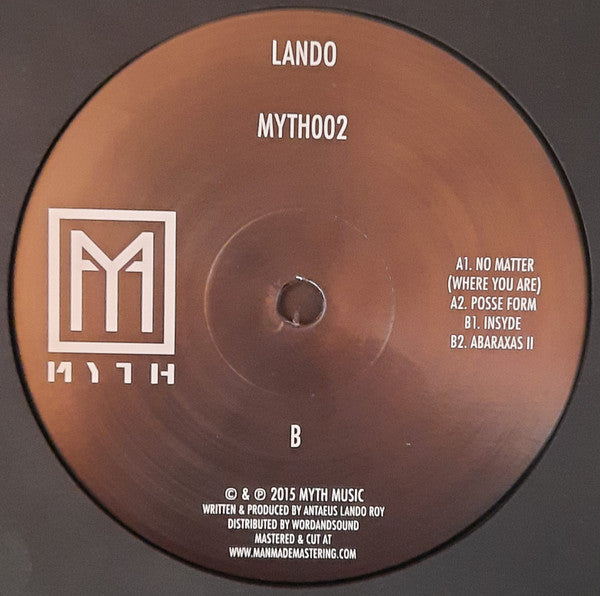 LANDO
MYTH002
MYTH
A1. NO MATTER
(WHERE YOU ARE)
A2. POSSE FORM
B1. INSYDE
B2. ABARAXAS II
B
© & ℗ 2015 MYTH MUSIC
WRITTEN & PRODUCED BY ANTAEUS LANDO ROY
DISTRIBUTED BY WORDANDSOUND
MASTERED & CUT AT
WWW.MANMADEMASTERING.COM